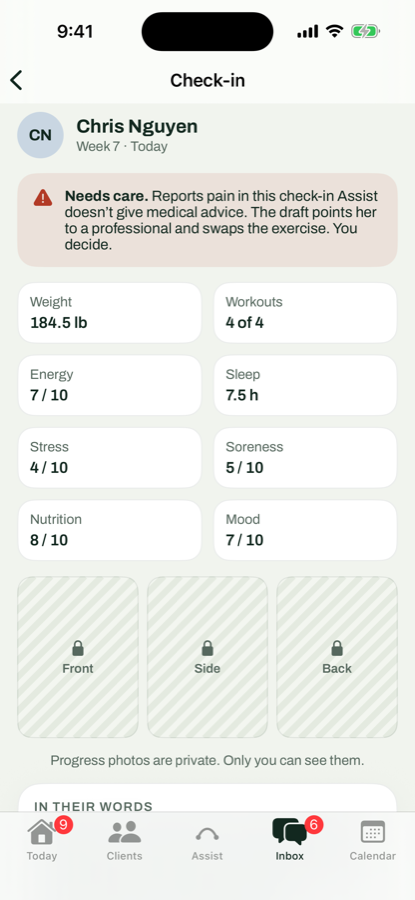 9:41
Check-in
CN
Chris Nguyen
Week 7 · Today
Needs care. Reports pain in this check-in Assist
doesn’t give medical advice. The draft points her
to a professional and swaps the exercise. You
decide.
Weight
184.5 lb
Workouts
4 of 4
Energy
7 / 10
Sleep
7.5 h
Stress
4 / 10
Soreness
5 / 10
Nutrition
8 / 10
Mood
7 / 10
Front
Side
Back
Progress photos are private. Only you can see them.
IN THEIR WORDS
9
6
Today
Clients
Assist
Inbox
Calendar